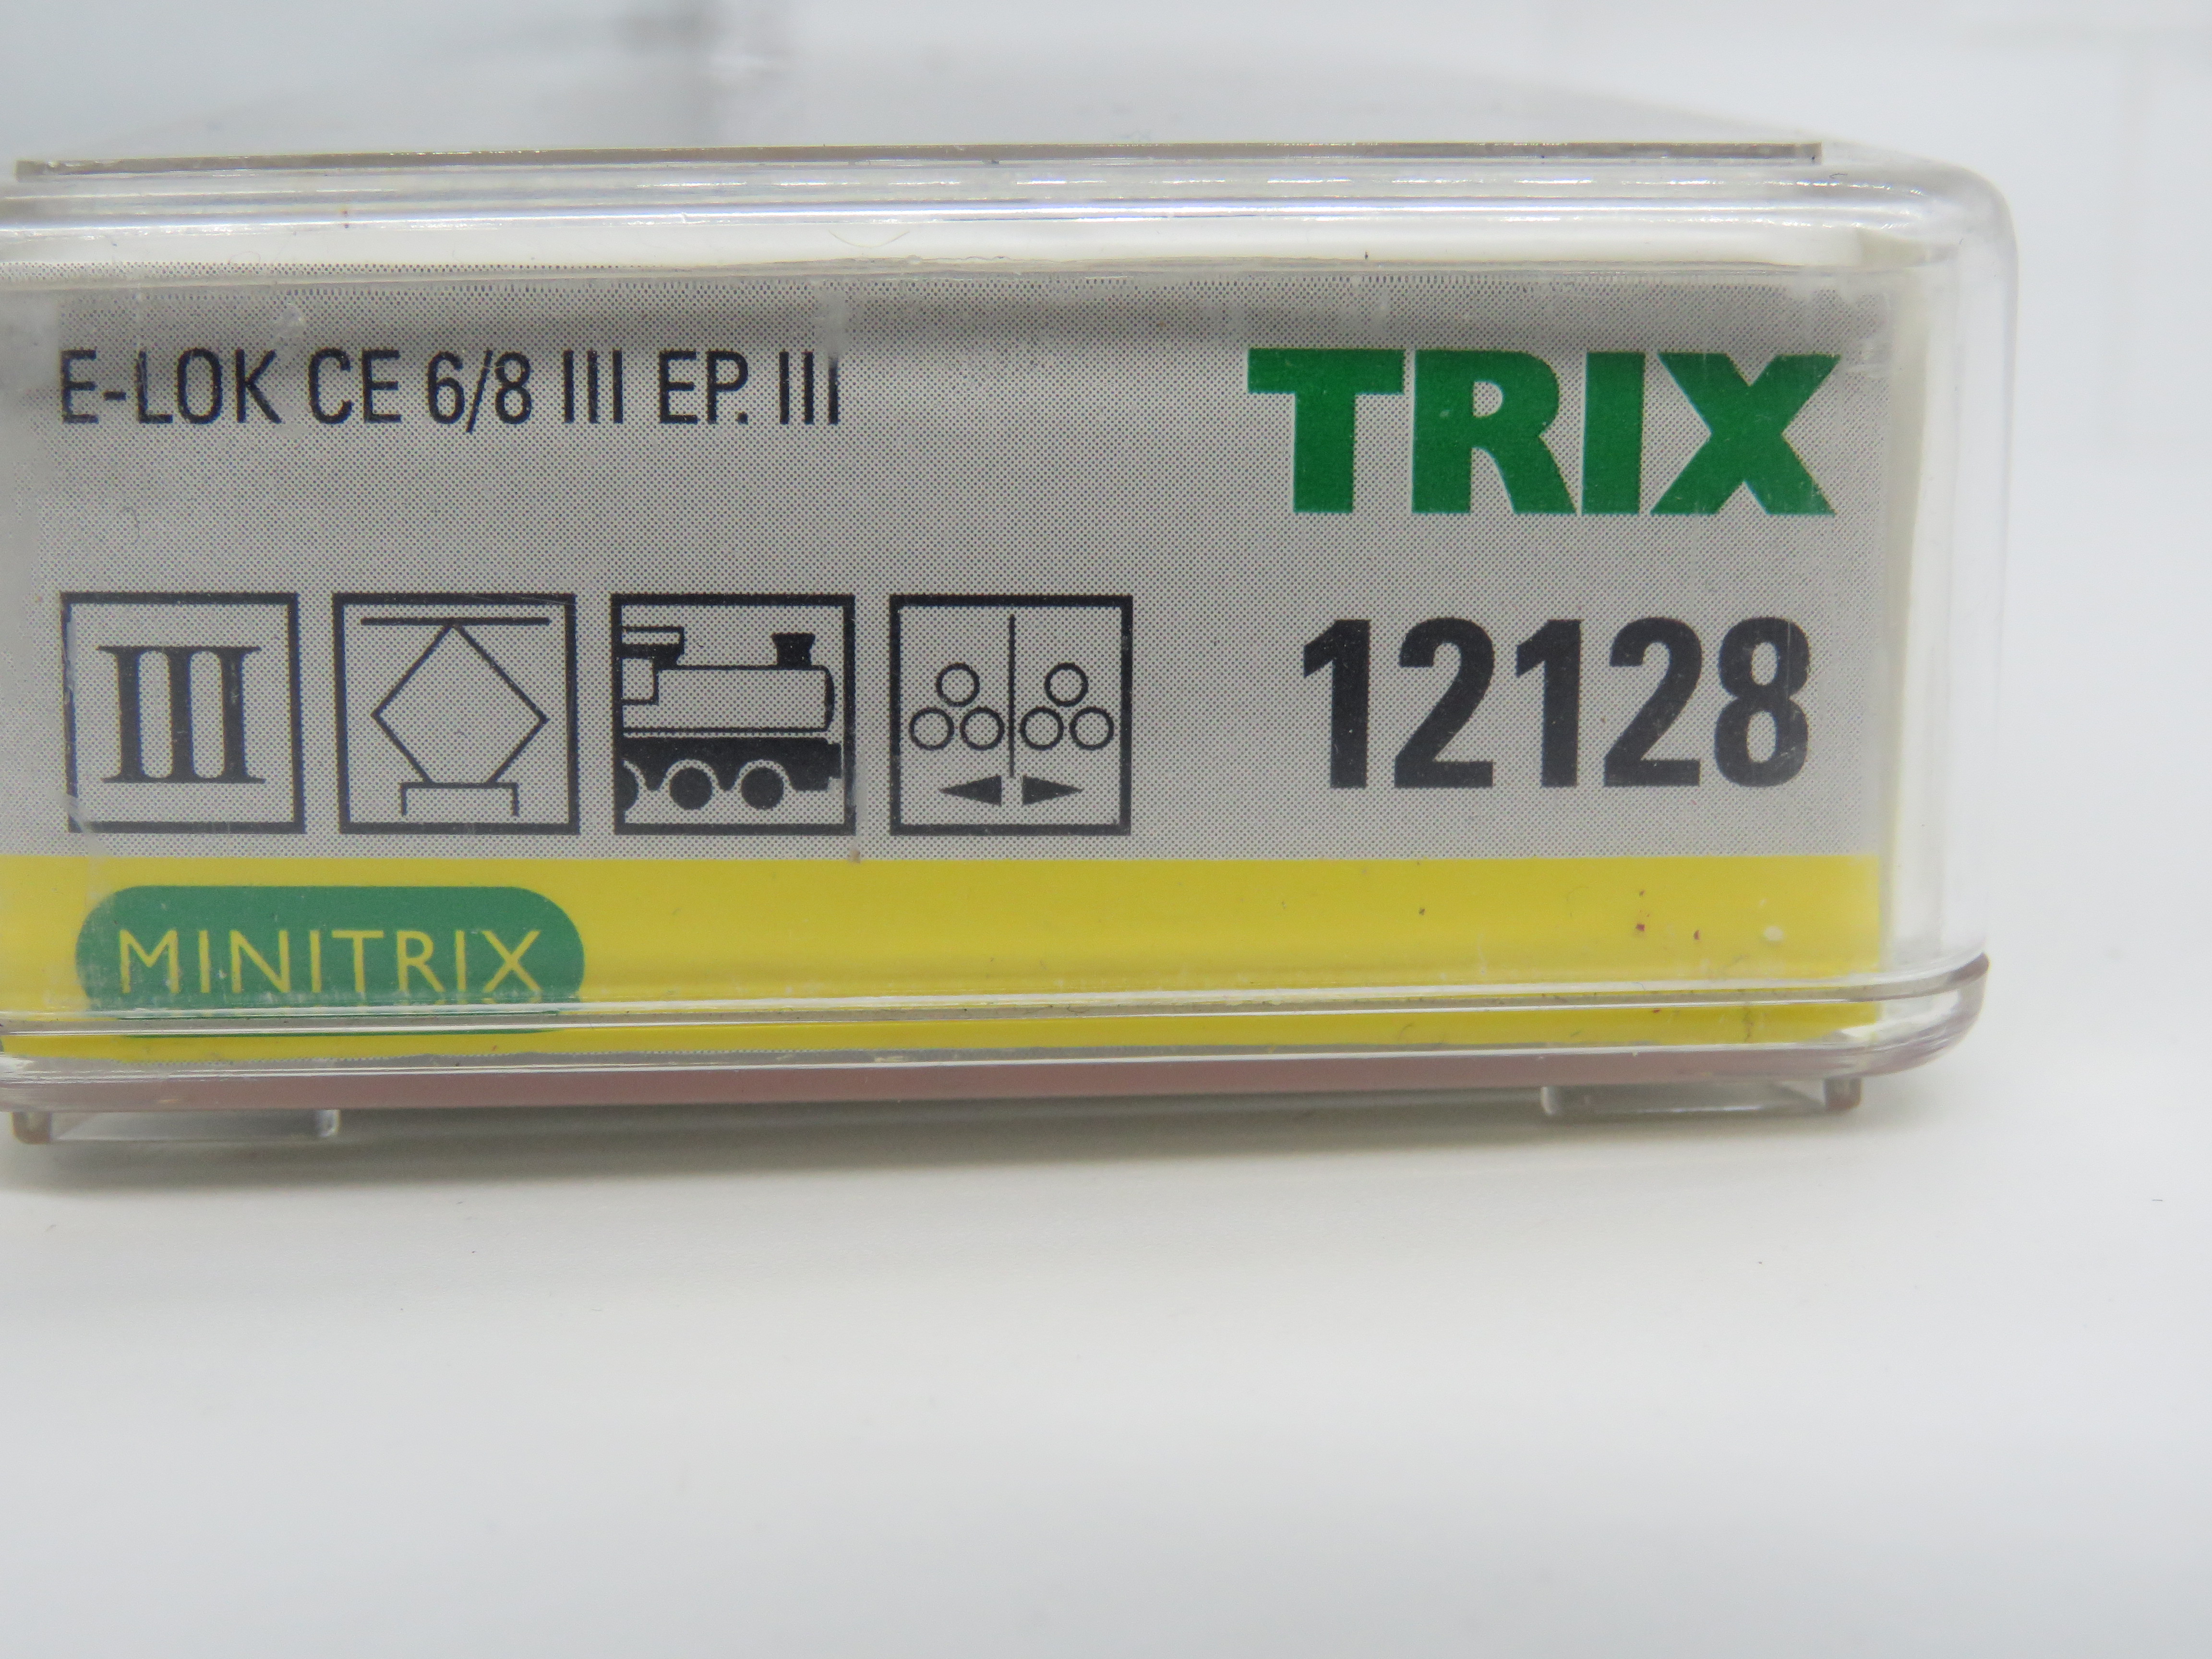 E-LOK CE 6/8 III EP. III
TRIX
III
12128
MINITRIX